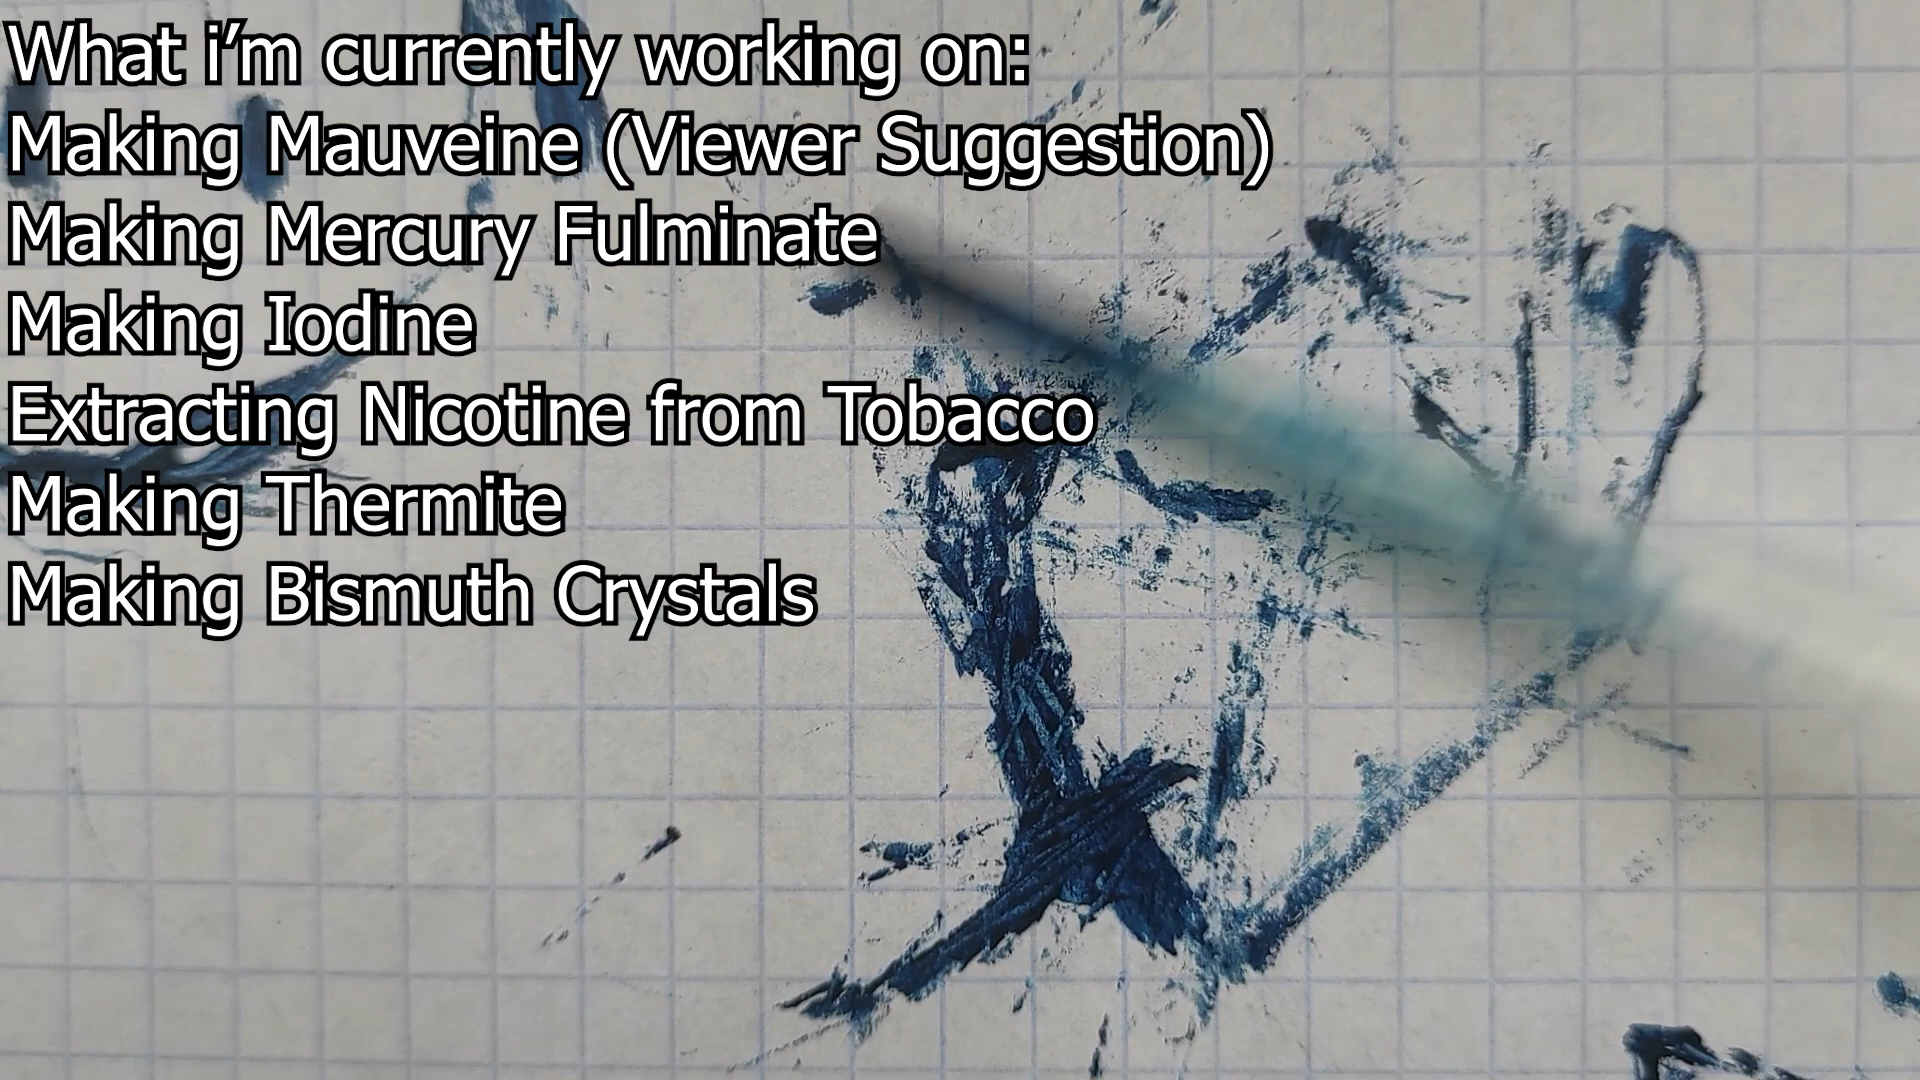 What i'm currently working on:
Making Mauveine (Viewer Suggestion)
Making Mercury Fulminate
Making Iodine
Extracting Nicotine from Tobacco
Making Thermite
Making Bismuth Crystals